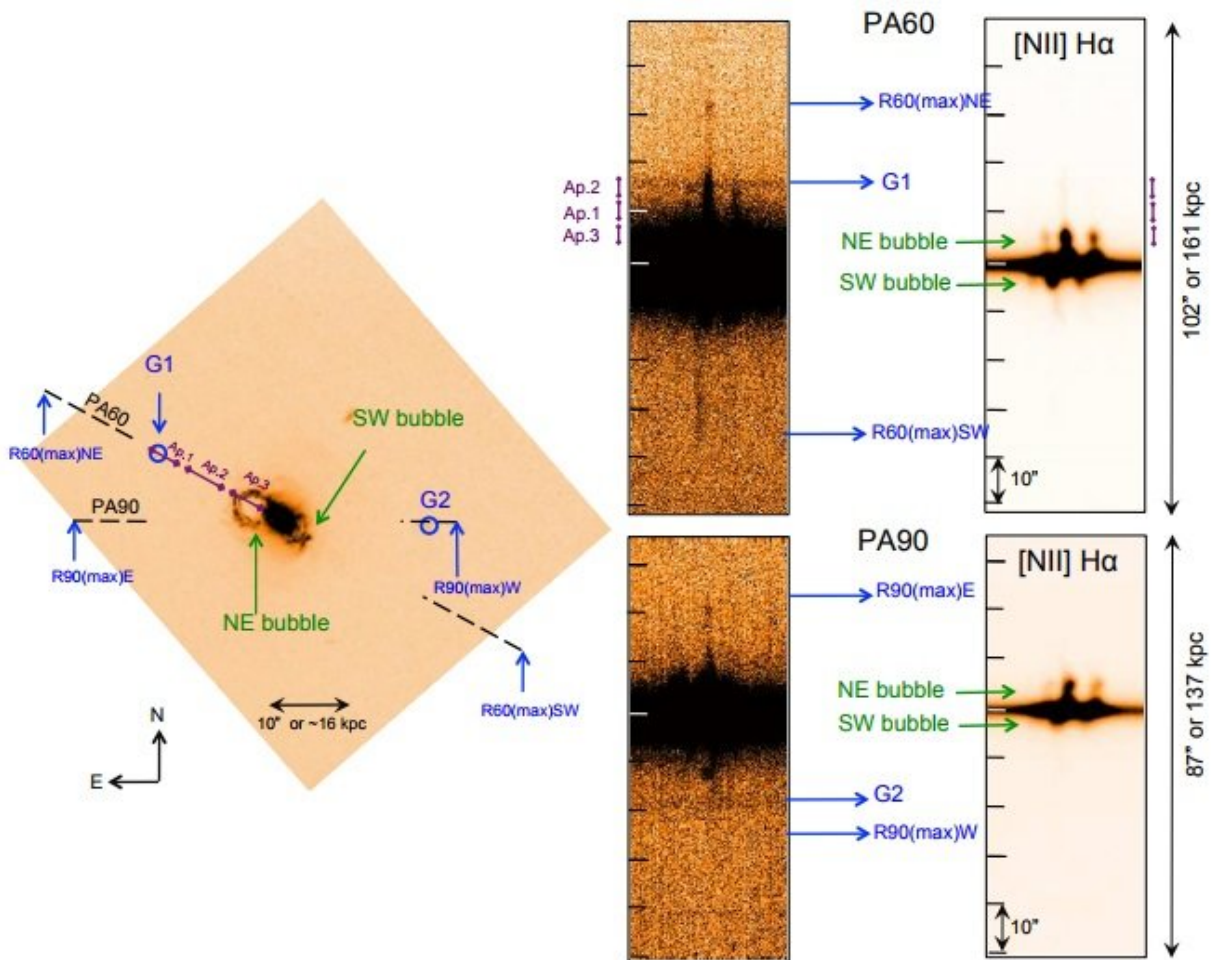 PA60
[NII] Hα
R60(max)NE
Ap.2
G1
Ap.1
Ap.3
NE bubble
SW bubble
102” or 161 kpc
R60(max)SW
10”
G1
PA60
SW bubble
R60(max)NE
Ap.1
Ap.2
Ap.3
PA90
G2
R90(max)E
R90(max)W
NE bubble
10” or ~16 kpc
R60(max)SW
N
E
PA90
[NII] Hα
R90(max)E
NE bubble
SW bubble
87” or 137 kpc
G2
R90(max)W
10”